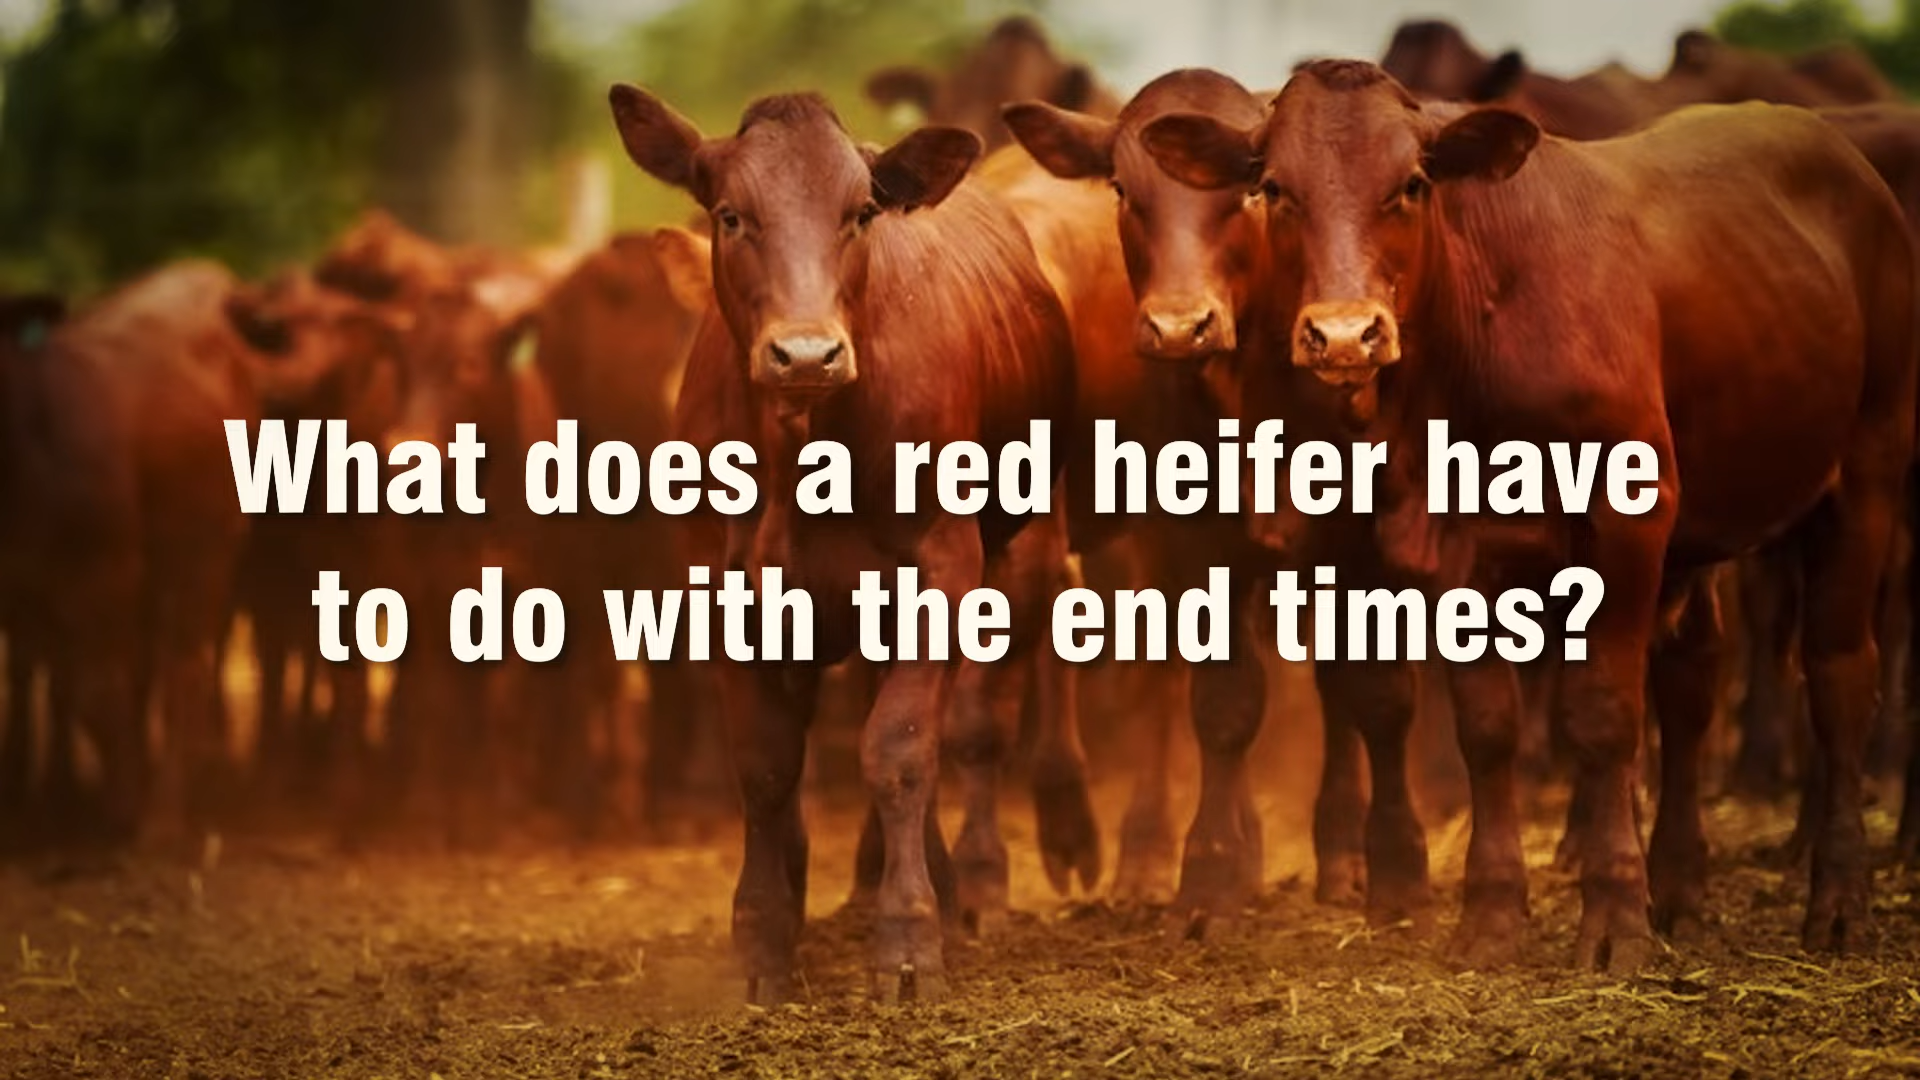 What does a red heifer have
to do with the end times?